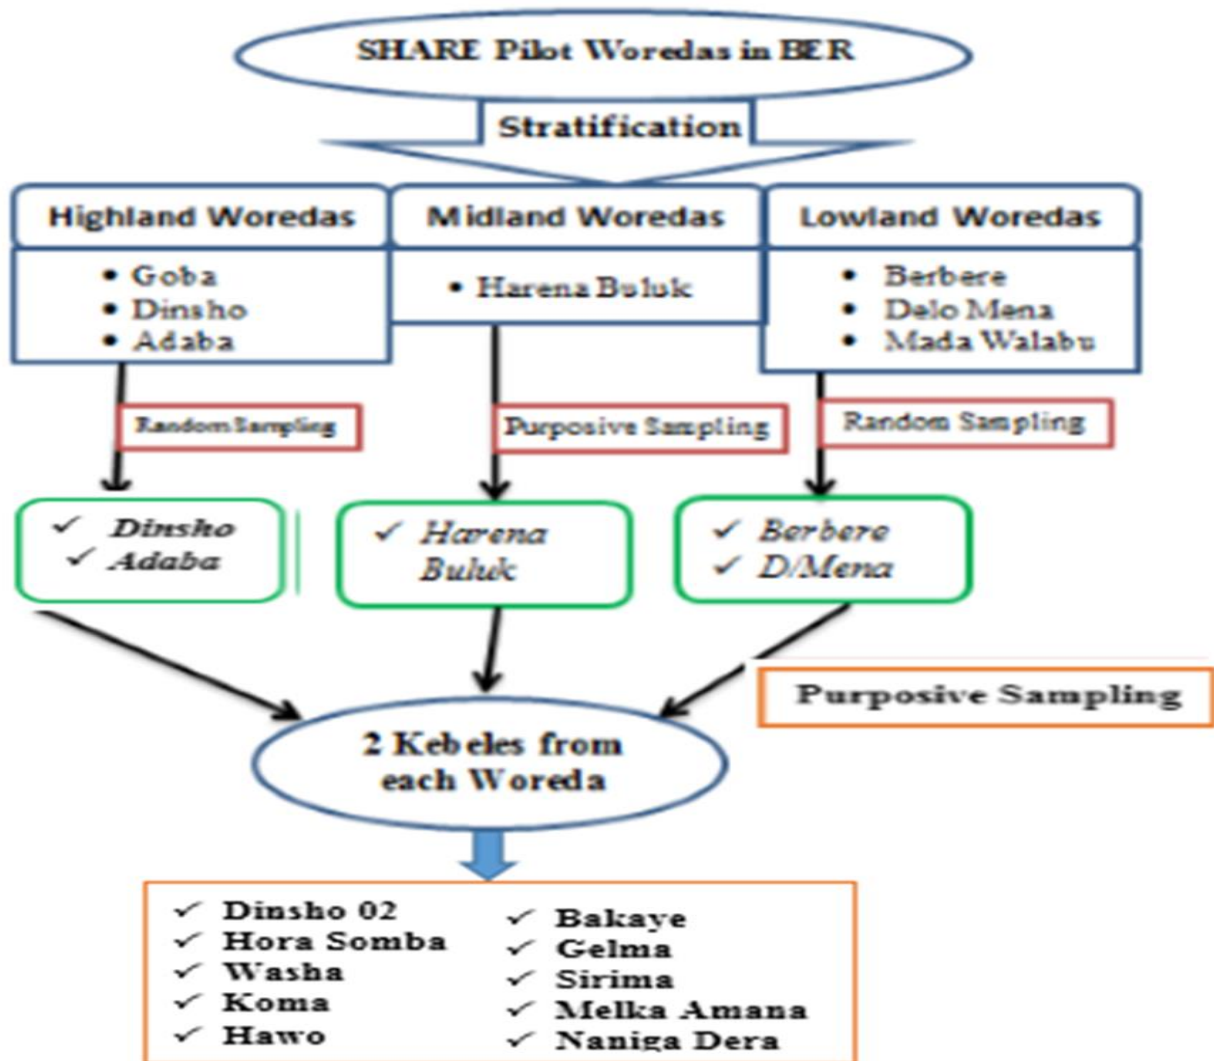 SHARE Pilot Woredas in BER
Stratification
Highland Woredas
• Goba
• Dinsho
• Adaba
Midland Woredas
• Harena Buluk
Lowland Woredas
• Berbere
• Delo Mena
• Mada Walabu
Random Sampling
Purposive Sampling
Random Sampling
✓ Dinsho
✓ Adaba
✓ Harena
Buluk
✓ Berbere
✓ D/Mena
Purposive Sampling
2 Kebeles from
each Woreda
✓ Dinsho 02
✓ Hora Somba
✓ Washa
✓ Koma
✓ Hawo
✓ Bakaye
✓ Gelma
✓ Sirima
✓ Melka Amana
✓ Naniga Dera